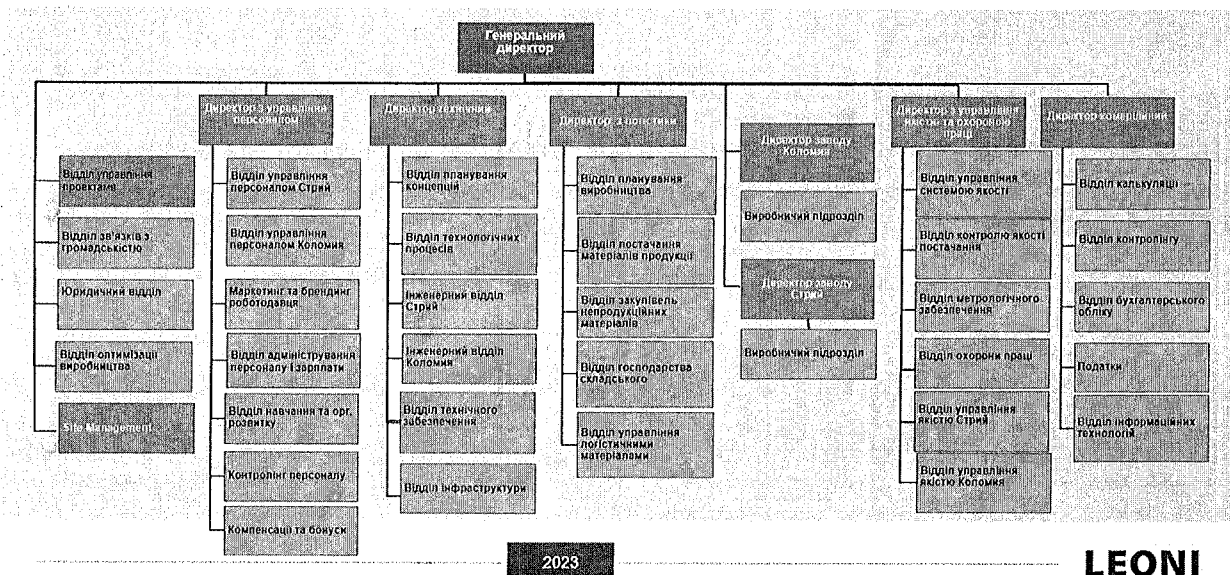 Генеральний
директор
Відділ управління
проектами
Відділ зв'язків з
громадськістю
Юридичний відділ
Відділ оптимізації
виробництва
Site Management
Директор з управління
персоналом
Відділ управління
персоналом Стрий
Відділ управління
персоналом Коломия
Маркетинг та брендинг
роботодавця
Відділ адміністрування
персоналу і зарплати
Відділ навчання та орг.
розвитку
Контролінг персоналу
Компенсації та бонуси
Директор технічний
Відділ планування
концепцій
Відділ технологічних
процесів
Інженерний відділ
Стрий
Інженерний відділ
Коломия
Відділ технічного
забезпечення
Відділ інфраструктури
Директор з логістики
Відділ планування
виробництва
Відділ постачання
матеріалів продукції
Відділ закупівель
непродукційних
матеріалів
Відділ господарства
складського
Відділ управління
логістичними
матеріалами
Директор заводу
Коломия
Виробничий підрозділ
Директор заводу
Стрий
Виробничий підрозділ
Директор з управління
якістю та охороною
праці
Відділ управління
системою якості
Відділ контролю якості
постачання
Відділ метрологічного
забезпечення
Відділ охорони праці
Відділ управління
якістю Стрий
Відділ управління
якістю Коломия
Директор комерційний
Відділ калькуляції
Відділ контролінгу
Відділ бухгалтерського
обліку
Податки
Відділ інформаційних
технологій
2023
LEONI